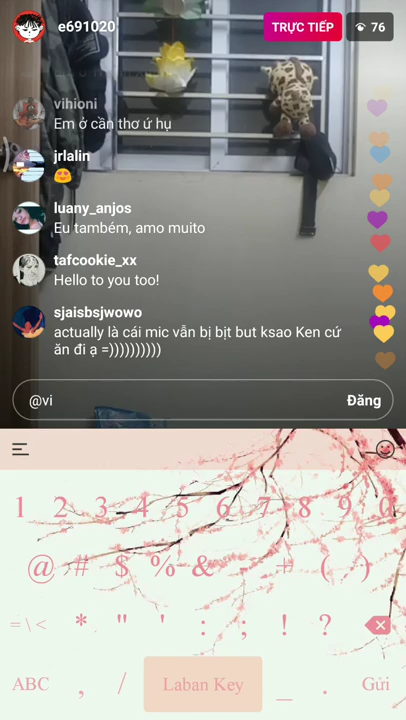 e691020
TRỰC TIẾP
76
vihioni
Em ở cần thơ ứ hụ
jrlalin
😍
luany_anjos
Eu também, amo muito
tafcookie_xx
Hello to you too!
sjaisbsjwowo
actually là cái mic vẫn bị bịt but ksao Ken cứ
ăn đi ạ =))))))))))
@vi
Đăng
1 2 3 4 5 6 7 8 9 0
@ # $ % & - + ( )
= \ < * " ' : ; ! ?
ABC , / Laban Key _ . Gửi